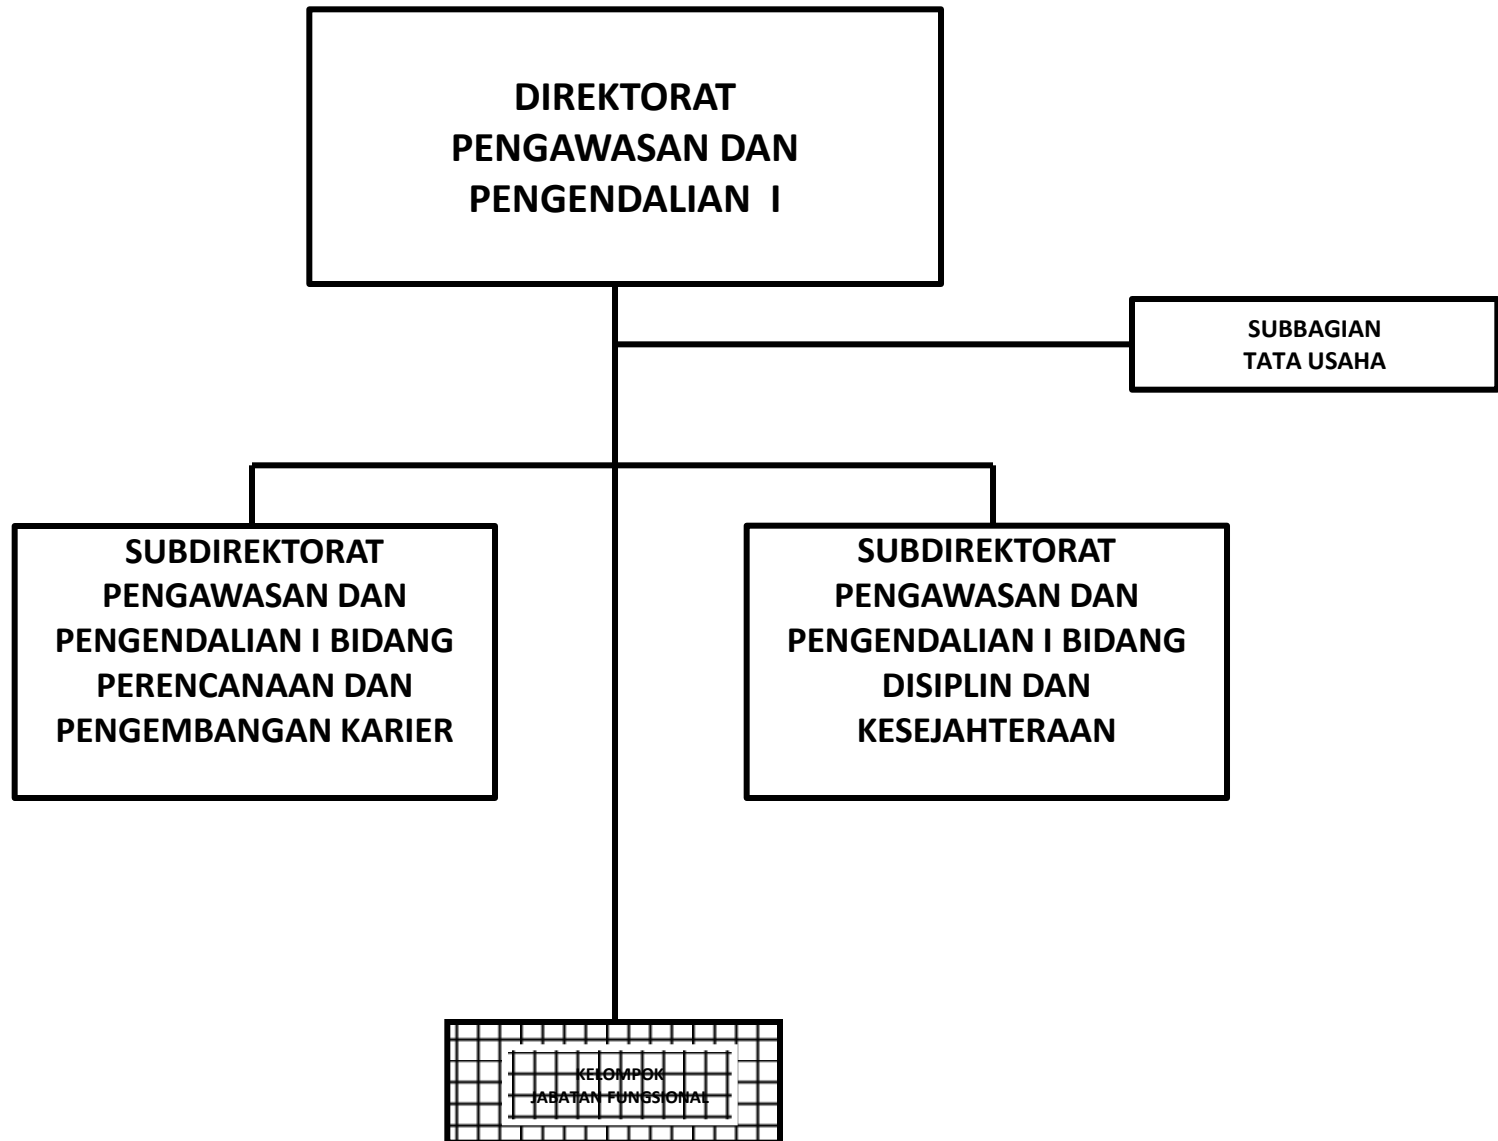 DIREKTORAT
PENGAWASAN DAN
PENGENDALIAN I
SUBBAGIAN
TATA USAHA
SUBDIREKTORAT
PENGAWASAN DAN
PENGENDALIAN I BIDANG
PERENCANAAN DAN
PENGEMBANGAN KARIER
SUBDIREKTORAT
PENGAWASAN DAN
PENGENDALIAN I BIDANG
DISIPLIN DAN
KESEJAHTERAAN
KELOMPOK
JABATAN FUNGSIONAL